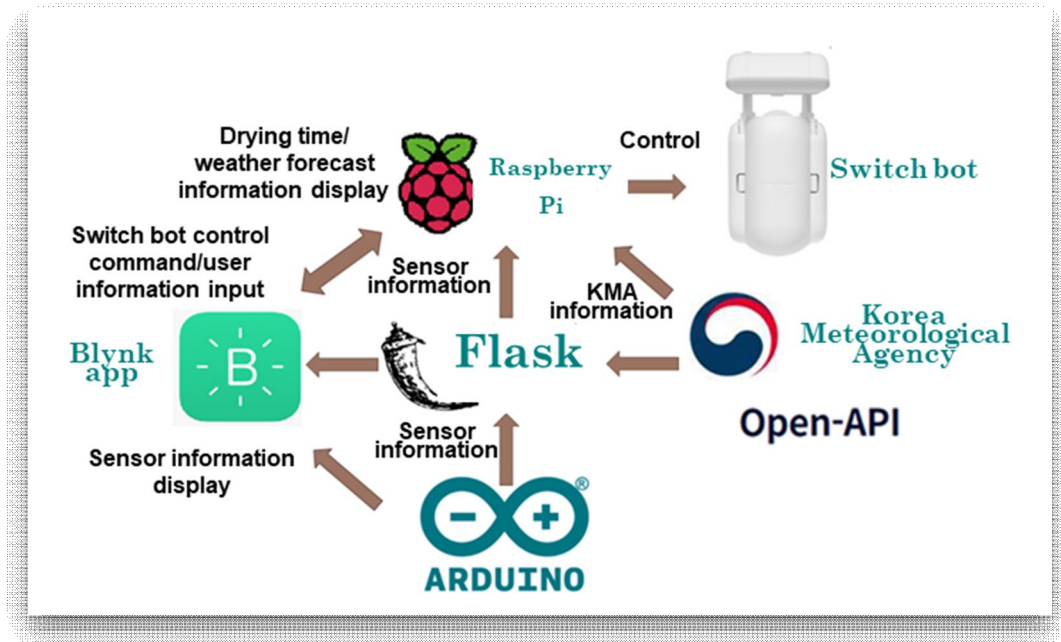 Drying time/
weather forecast
information display
Raspberry
Pi
Control
Switch bot
Switch bot control
command/user
information input
Sensor
information
KMA
information
Korea
Meteorological
Agency
Blynk
app
B
Flask
Open-API
Sensor
information
Sensor information
display
®
ARDUINO